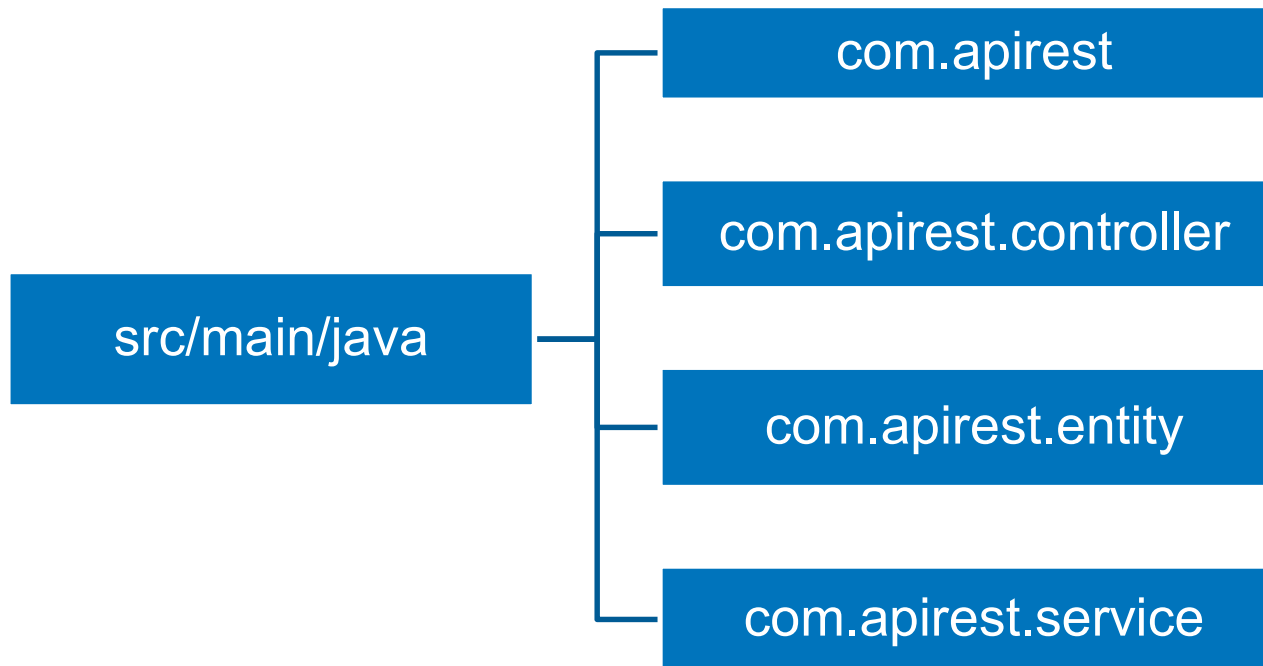 com.apirest
com.apirest.controller
src/main/java
com.apirest.entity
com.apirest.service